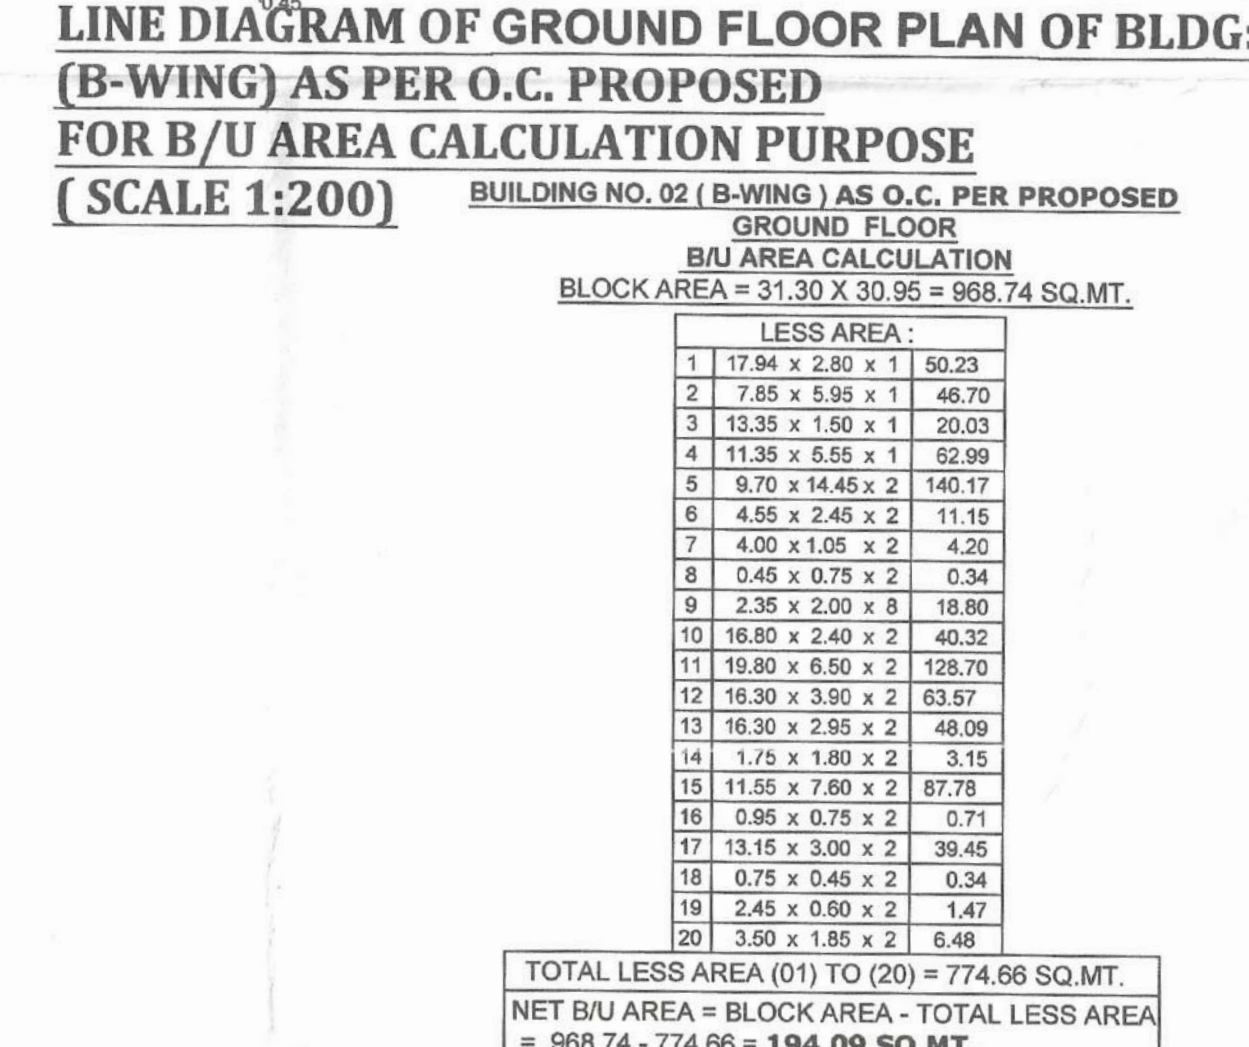 0.45
LINE DIAGRAM OF GROUND FLOOR PLAN OF BLDG:
(B-WING) AS PER O.C. PROPOSED
FOR B/U AREA CALCULATION PURPOSE
( SCALE 1:200)
BUILDING NO. 02 ( B-WING ) AS O.C. PER PROPOSED
GROUND FLOOR
B/U AREA CALCULATION
BLOCK AREA = 31.30 X 30.95 = 968.74 SQ.MT.
LESS AREA :
1 17.94 x 2.80 x 1 50.23
2 7.85 x 5.95 x 1 46.70
3 13.35 x 1.50 x 1 20.03
4 11.35 x 5.55 x 1 62.99
5 9.70 x 14.45 x 2 140.17
6 4.55 x 2.45 x 2 11.15
7 4.00 x 1.05 x 2 4.20
8 0.45 x 0.75 x 2 0.34
9 2.35 x 2.00 x 8 18.80
10 16.80 x 2.40 x 2 40.32
11 19.80 x 6.50 x 2 128.70
12 16.30 x 3.90 x 2 63.57
13 16.30 x 2.95 x 2 48.09
14 1.75 x 1.80 x 2 3.15
15 11.55 x 7.60 x 2 87.78
16 0.95 x 0.75 x 2 0.71
17 13.15 x 3.00 x 2 39.45
18 0.75 x 0.45 x 2 0.34
19 2.45 x 0.60 x 2 1.47
20 3.50 x 1.85 x 2 6.48
TOTAL LESS AREA (01) TO (20) = 774.66 SQ.MT.
NET B/U AREA = BLOCK AREA - TOTAL LESS AREA
= 968.74 - 774.66 = 194.09 SQ.MT.